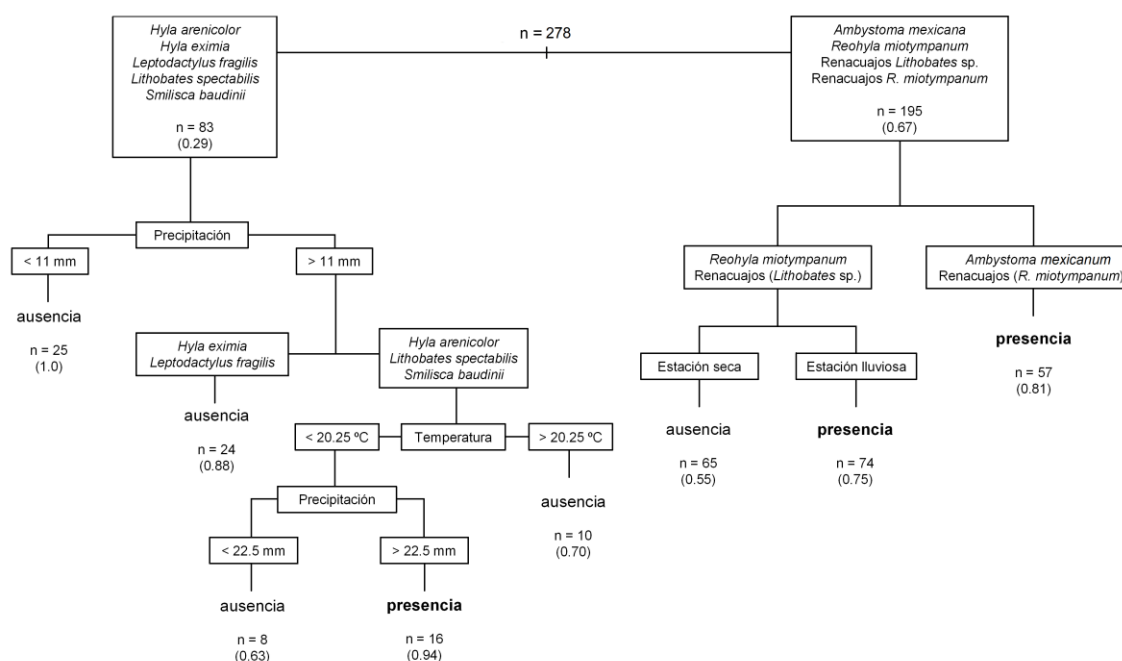 n = 278
Hyla arenicolor
Hyla eximia
Leptodactylus fragilis
Lithobates spectabilis
Smilisca baudinii
n = 83
(0.29)
Ambystoma mexicana
Reohyla miotympanum
Renacuajos Lithobates sp.
Renacuajos R. miotympanum
n = 195
(0.67)
Precipitación
< 11 mm
> 11 mm
ausencia
n = 25
(1.0)
Hyla eximia
Leptodactylus fragilis
ausencia
n = 24
(0.88)
Hyla arenicolor
Lithobates spectabilis
Smilisca baudinii
< 20.25 ºC
Temperatura
> 20.25 ºC
ausencia
n = 10
(0.70)
Precipitación
< 22.5 mm
> 22.5 mm
ausencia
n = 8
(0.63)
presencia
n = 16
(0.94)
Reohyla miotympanum
Renacuajos (Lithobates sp.)
Ambystoma mexicanum
Renacuajos (R. miotympanum)
Estación seca
Estación lluviosa
ausencia
n = 65
(0.55)
presencia
n = 74
(0.75)
presencia
n = 57
(0.81)